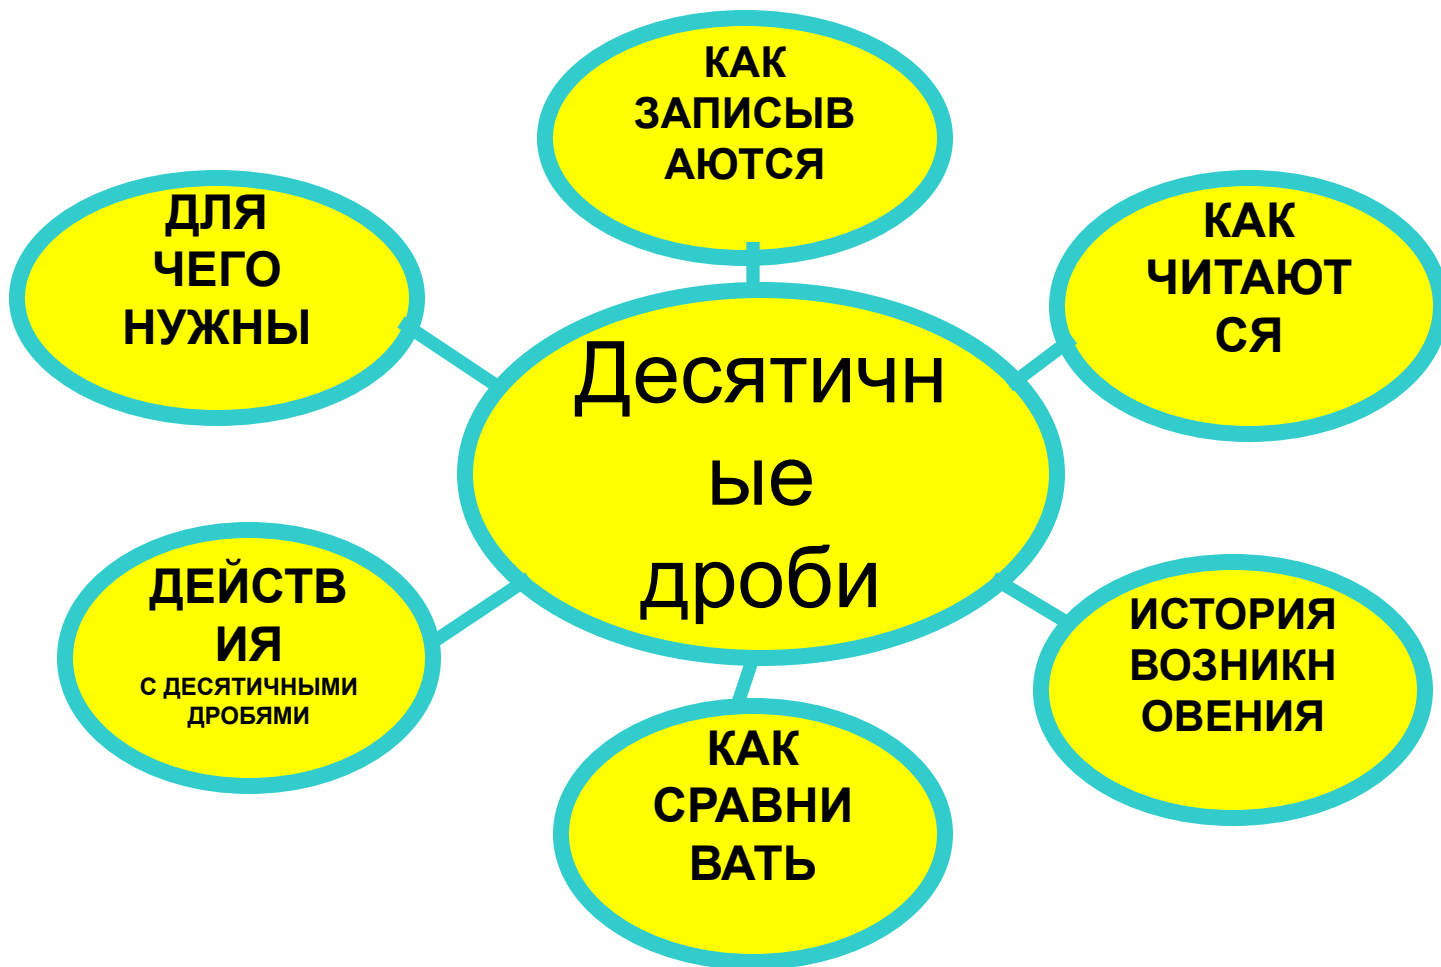 КАК
ЗАПИСЫВ
АЮТСЯ
ДЛЯ
ЧЕГО
НУЖНЫ
КАК
ЧИТАЮТ
СЯ
Десятичн
ые
дроби
ДЕЙСТВ
ИЯ
С ДЕСЯТИЧНЫМИ
ДРОБЯМИ
ИСТОРИЯ
ВОЗНИКН
ОВЕНИЯ
КАК
СРАВНИ
ВАТЬ